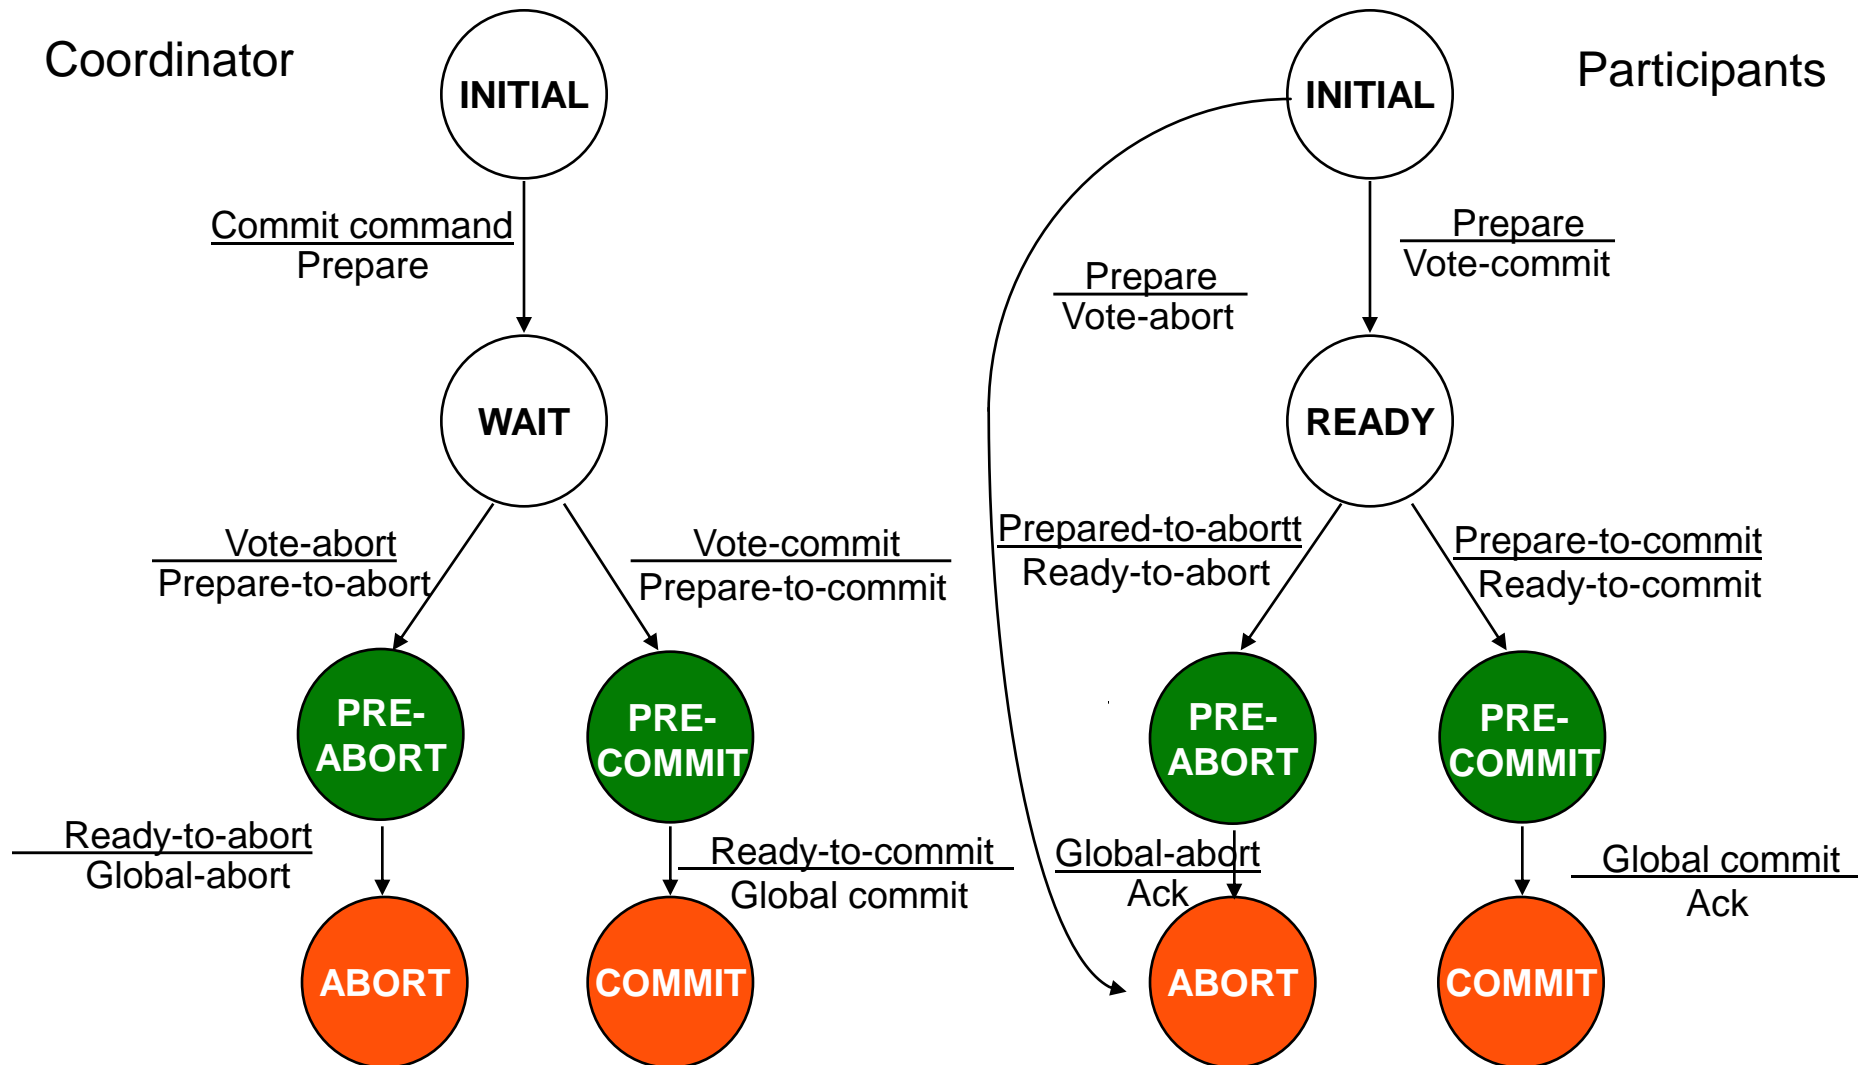 Coordinator
INITIAL
Commit command
Prepare
WAIT
Vote-abort
Prepare-to-abort
Vote-commit
Prepare-to-commit
PRE-
ABORT
PRE-
COMMIT
Ready-to-abort
Global-abort
Ready-to-commit
Global commit
ABORT
COMMIT
Participants
INITIAL
Prepare
Vote-commit
Prepare
Vote-abort
READY
Prepared-to-abortt
Ready-to-abort
Prepare-to-commit
Ready-to-commit
PRE-
ABORT
PRE-
COMMIT
Global-abort
Ack
Global commit
Ack
ABORT
COMMIT